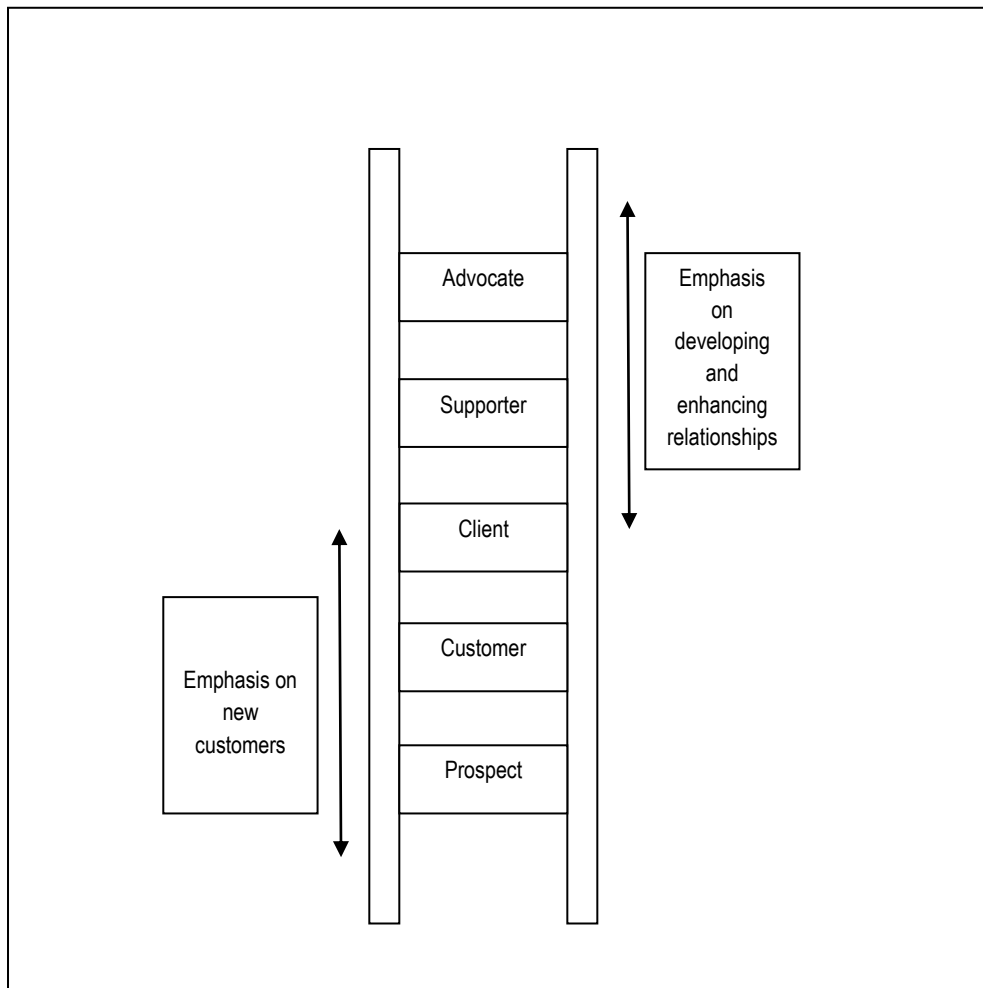 Advocate
Supporter
Client
Customer
Prospect
Emphasis
on
developing
and
enhancing
relationships
Emphasis on
new
customers